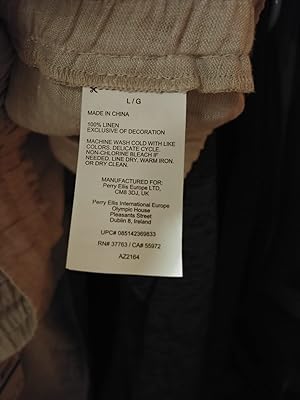 L / G
MADE IN CHINA
100% LINEN
EXCLUSIVE OF DECORATION
MACHINE WASH COLD WITH LIKE
COLORS, DELICATE CYCLE.
NON-CHLORINE BLEACH IF
NEEDED. LINE DRY, WARM IRON.
OR DRY CLEAN.
MANUFACTURED FOR:
Perry Ellis Europe LTD,
CM8 3DJ, UK
Perry Ellis International Europe
Olympic House
Pleasants Street
Dublin 8, Ireland
UPC# 085142369833
RN# 37763 / CA# 55972
AZ2164